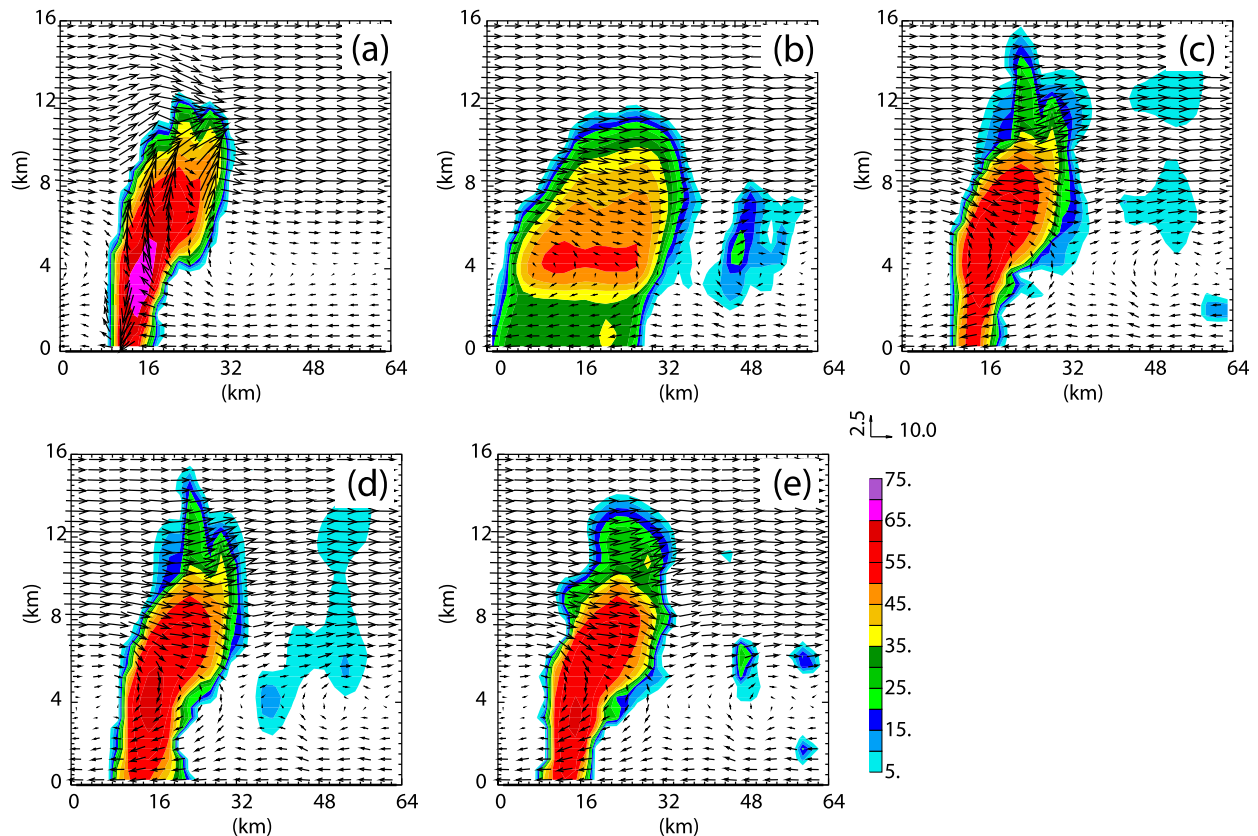 (a) (b) (c)
16 16 16
12 12 12
(km) (km) (km)
8 8 8
4 4 4
0 0 0
0 16 32 48 64 0 16 32 48 64 0 16 32 48 64
(km) (km) (km)
2.5 10.0
(d) (e)
16 16
12 12
(km) (km)
8 8
4 4
0 0
0 16 32 48 64 0 16 32 48 64
(km) (km)
75.
65.
55.
45.
35.
25.
15.
5.